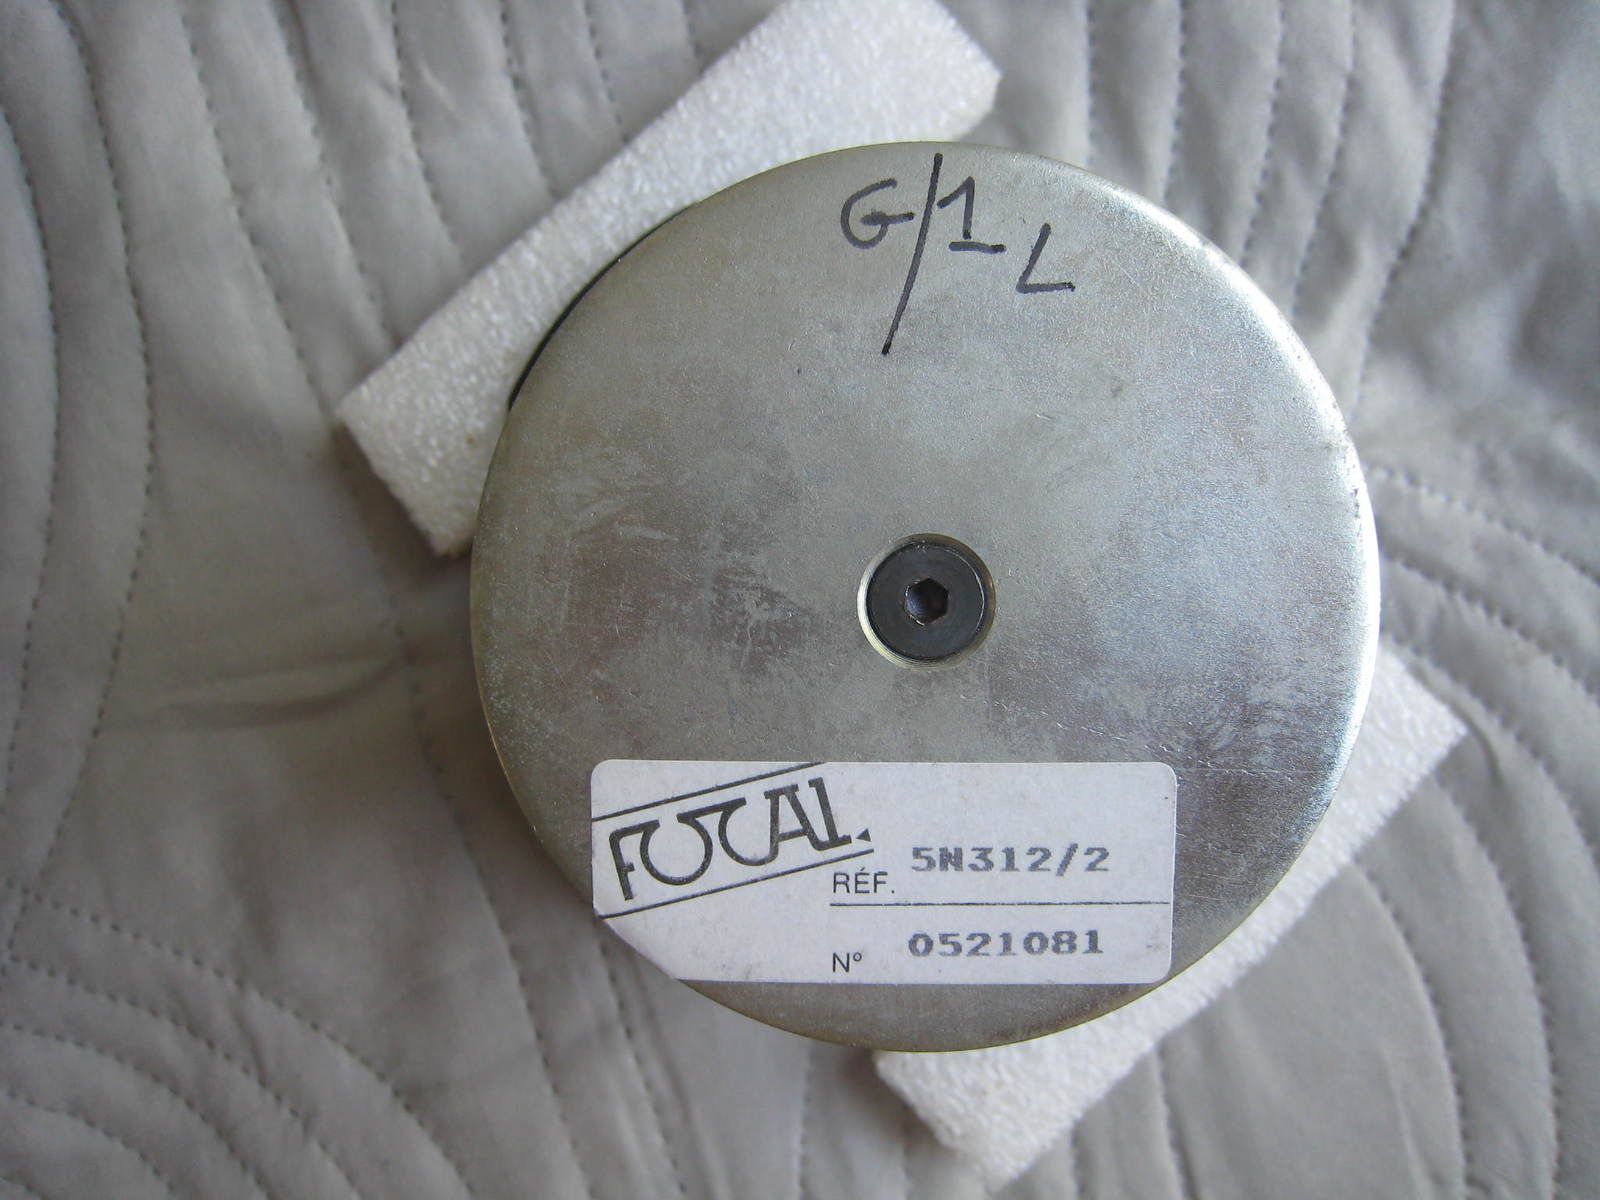 G/1 L
FOCAL
RÉF. 5N312/2
N° 0521081